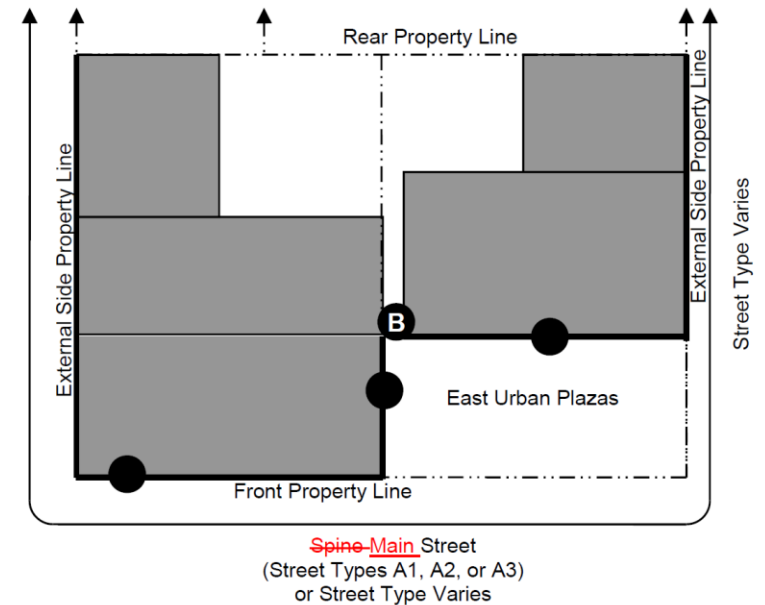 Rear Property Line
External Side Property Line
External Side Property Line
Street Type Varies
B
East Urban Plazas
Front Property Line
Spine Main Street
(Street Types A1, A2, or A3)
or Street Type Varies